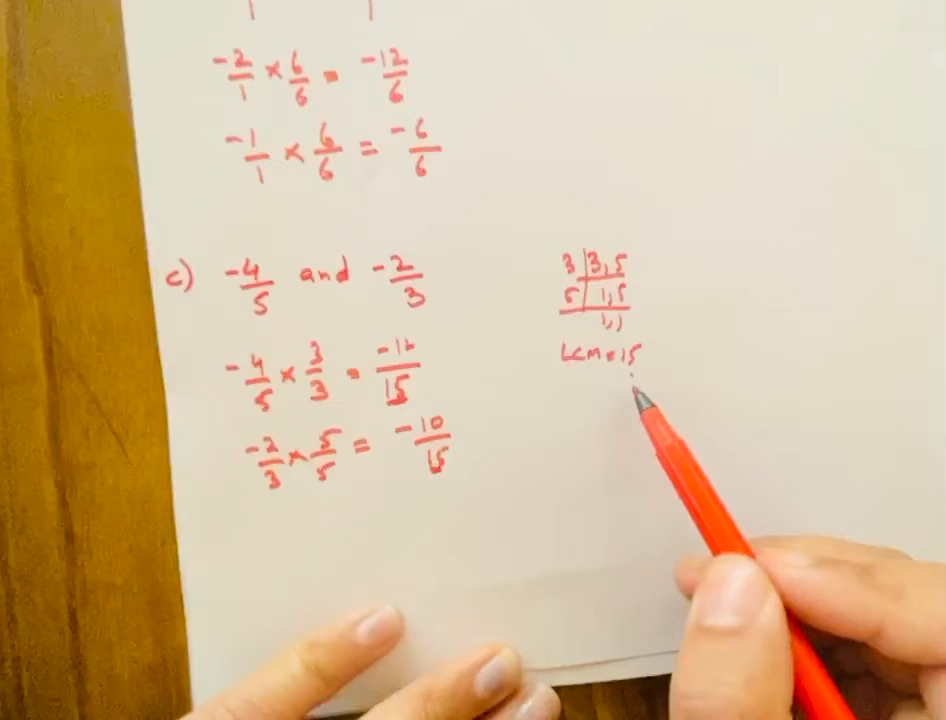 1 1
-2/1 × 6/6 = -12/6
-1/1 × 6/6 = -6/6
c) -4/5 and -2/3
-4/5 × 3/3 = -12/15
-2/3 × 5/5 = -10/15
3 | 3, 5
5 | 1, 5
1, 1
LCM = 15